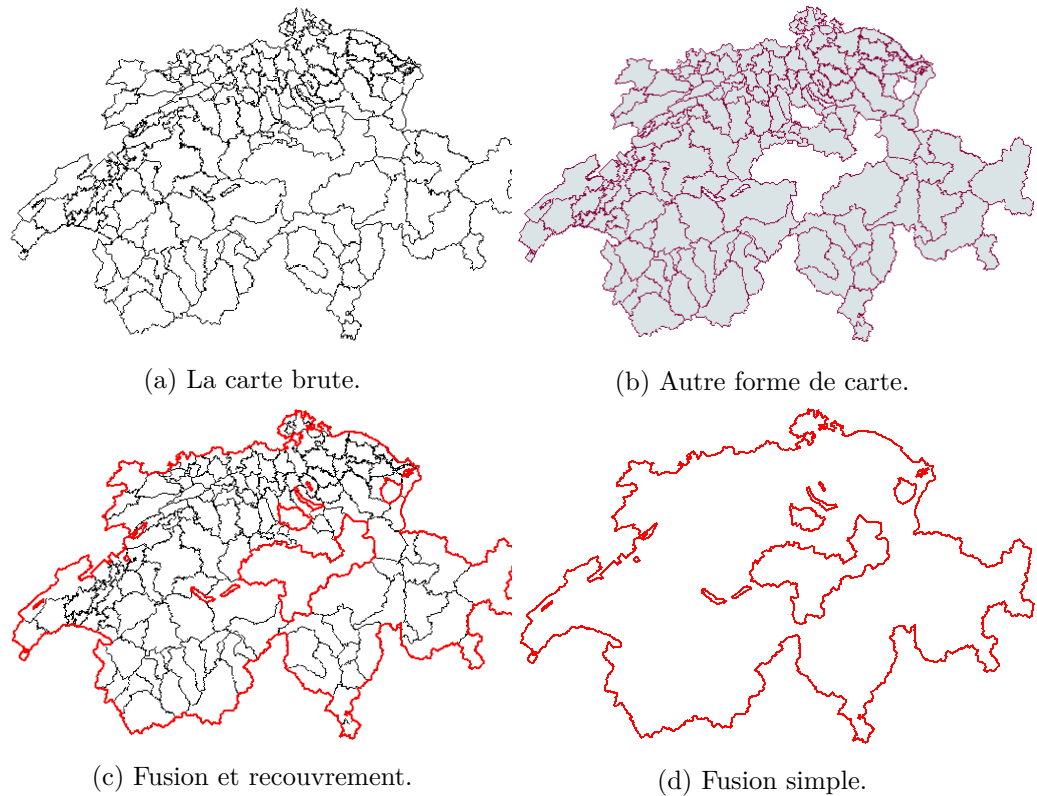 (a) La carte brute.
(b) Autre forme de carte.
(c) Fusion et recouvrement.
(d) Fusion simple.